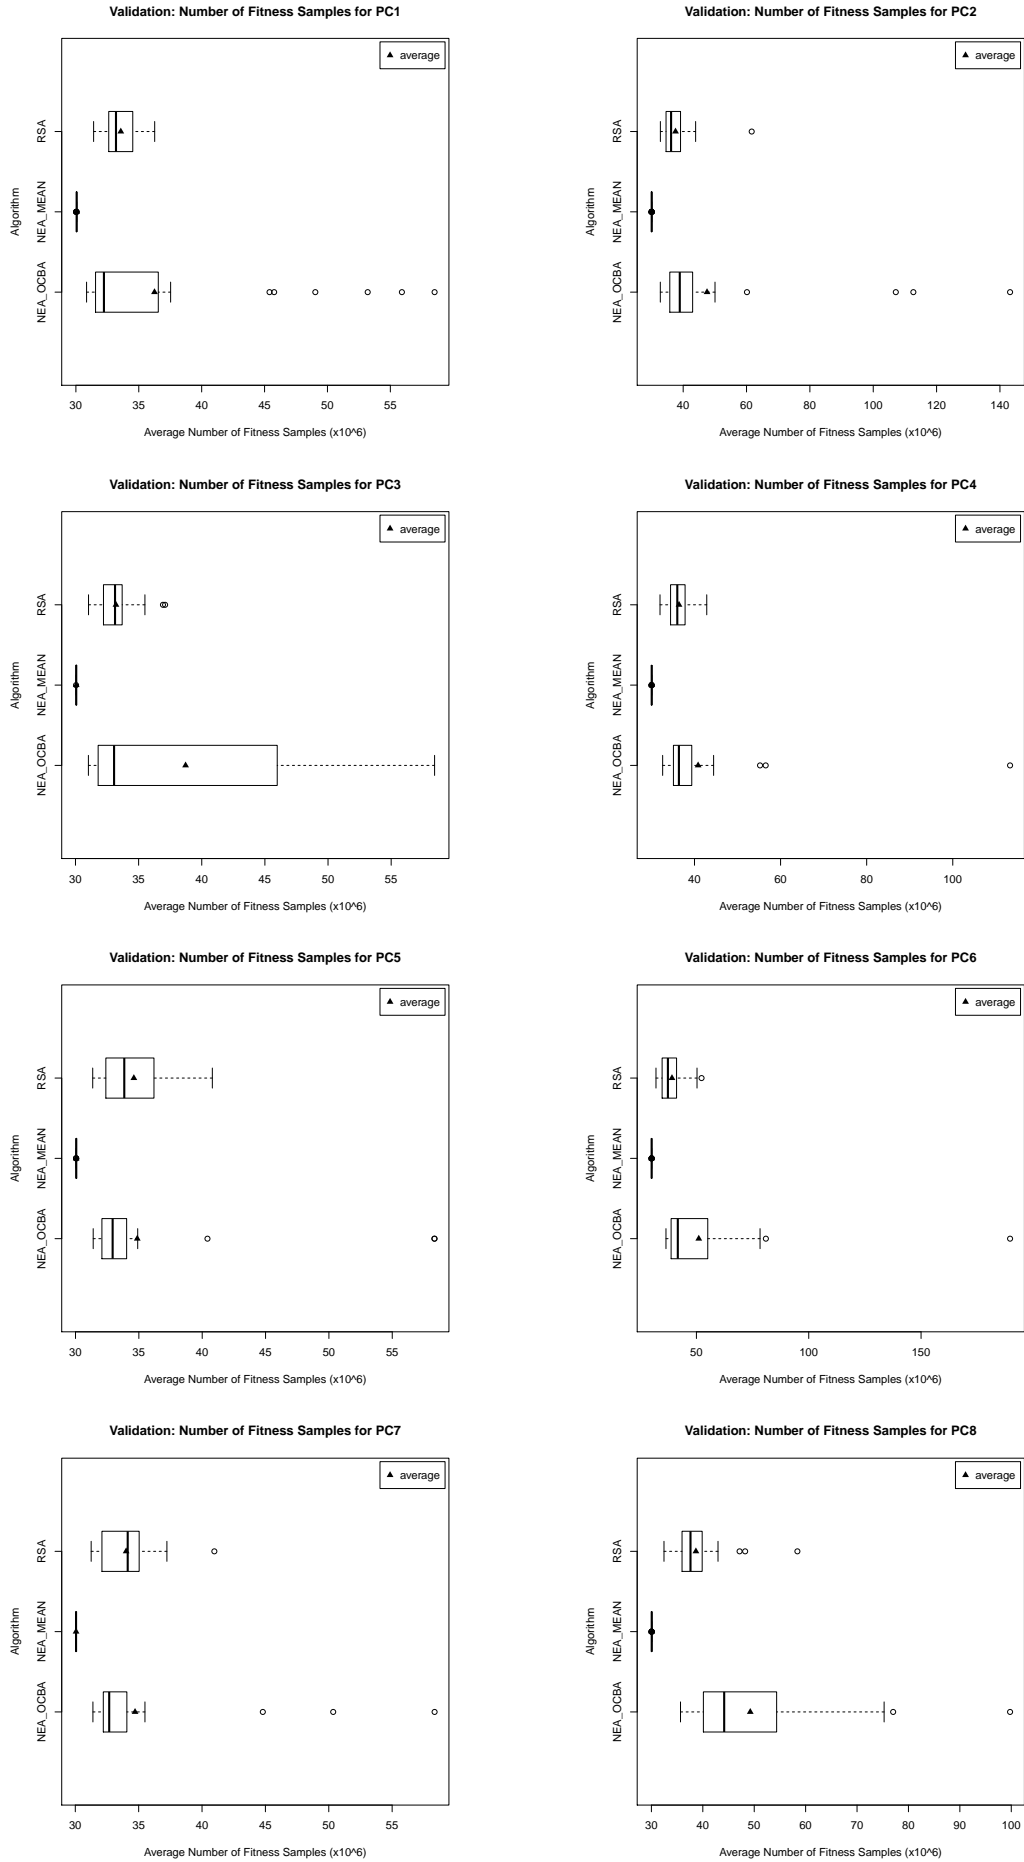 Validation: Number of Fitness Samples for PC1
average
Algorithm
RSA
NEA_MEAN
NEA_OCBA
30 35 40 45 50 55
Average Number of Fitness Samples (x10^6)
Validation: Number of Fitness Samples for PC2
average
Algorithm
RSA
NEA_MEAN
NEA_OCBA
40 60 80 100 120 140
Average Number of Fitness Samples (x10^6)
Validation: Number of Fitness Samples for PC3
average
Algorithm
RSA
NEA_MEAN
NEA_OCBA
30 35 40 45 50 55
Average Number of Fitness Samples (x10^6)
Validation: Number of Fitness Samples for PC4
average
Algorithm
RSA
NEA_MEAN
NEA_OCBA
40 60 80 100
Average Number of Fitness Samples (x10^6)
Validation: Number of Fitness Samples for PC5
average
Algorithm
RSA
NEA_MEAN
NEA_OCBA
30 35 40 45 50 55
Average Number of Fitness Samples (x10^6)
Validation: Number of Fitness Samples for PC6
average
Algorithm
RSA
NEA_MEAN
NEA_OCBA
50 100 150
Average Number of Fitness Samples (x10^6)
Validation: Number of Fitness Samples for PC7
average
Algorithm
RSA
NEA_MEAN
NEA_OCBA
30 35 40 45 50 55
Average Number of Fitness Samples (x10^6)
Validation: Number of Fitness Samples for PC8
average
Algorithm
RSA
NEA_MEAN
NEA_OCBA
30 40 50 60 70 80 90 100
Average Number of Fitness Samples (x10^6)